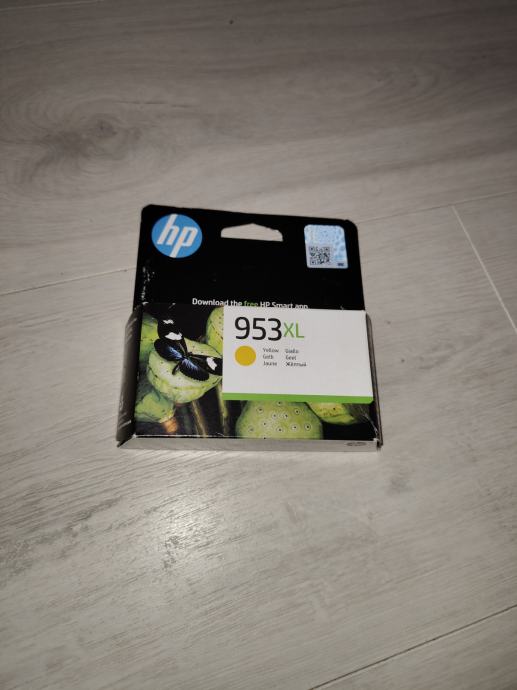 hp
Download the free HP Smart app
953XL
Yellow Giallo
Gelb Geel
Jaune Жёлтый